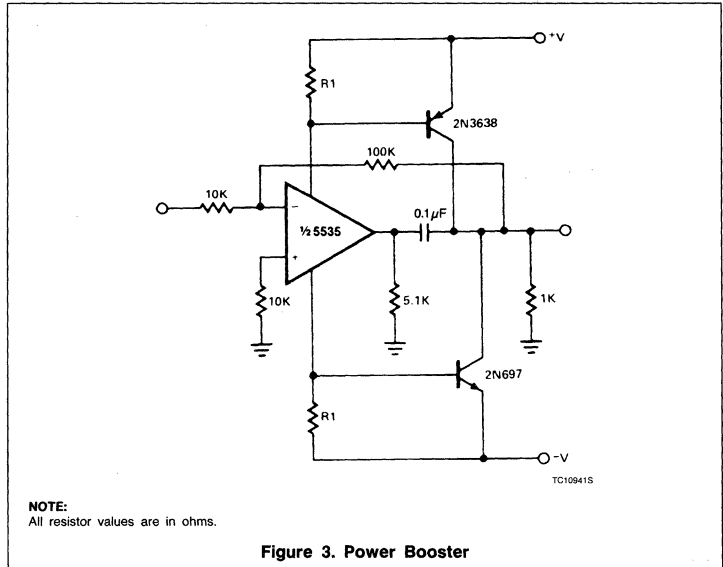 +V
R1
2N3638
100K
10K
−
½ 5535
+
0.1µF
10K
5.1K
1K
2N697
R1
−V
TC10941S
NOTE:
All resistor values are in ohms.
Figure 3. Power Booster